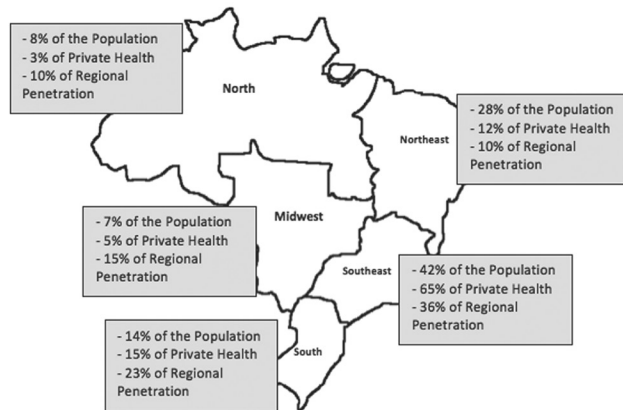 - 8% of the Population
- 3% of Private Health
- 10% of Regional
Penetration
North
- 28% of the Population
- 12% of Private Health
- 10% of Regional
Penetration
Northeast
- 7% of the Population
- 5% of Private Health
- 15% of Regional
Penetration
Midwest
Southeast
- 42% of the Population
- 65% of Private Health
- 36% of Regional
Penetration
- 14% of the Population
- 15% of Private Health
- 23% of Regional
Penetration
South